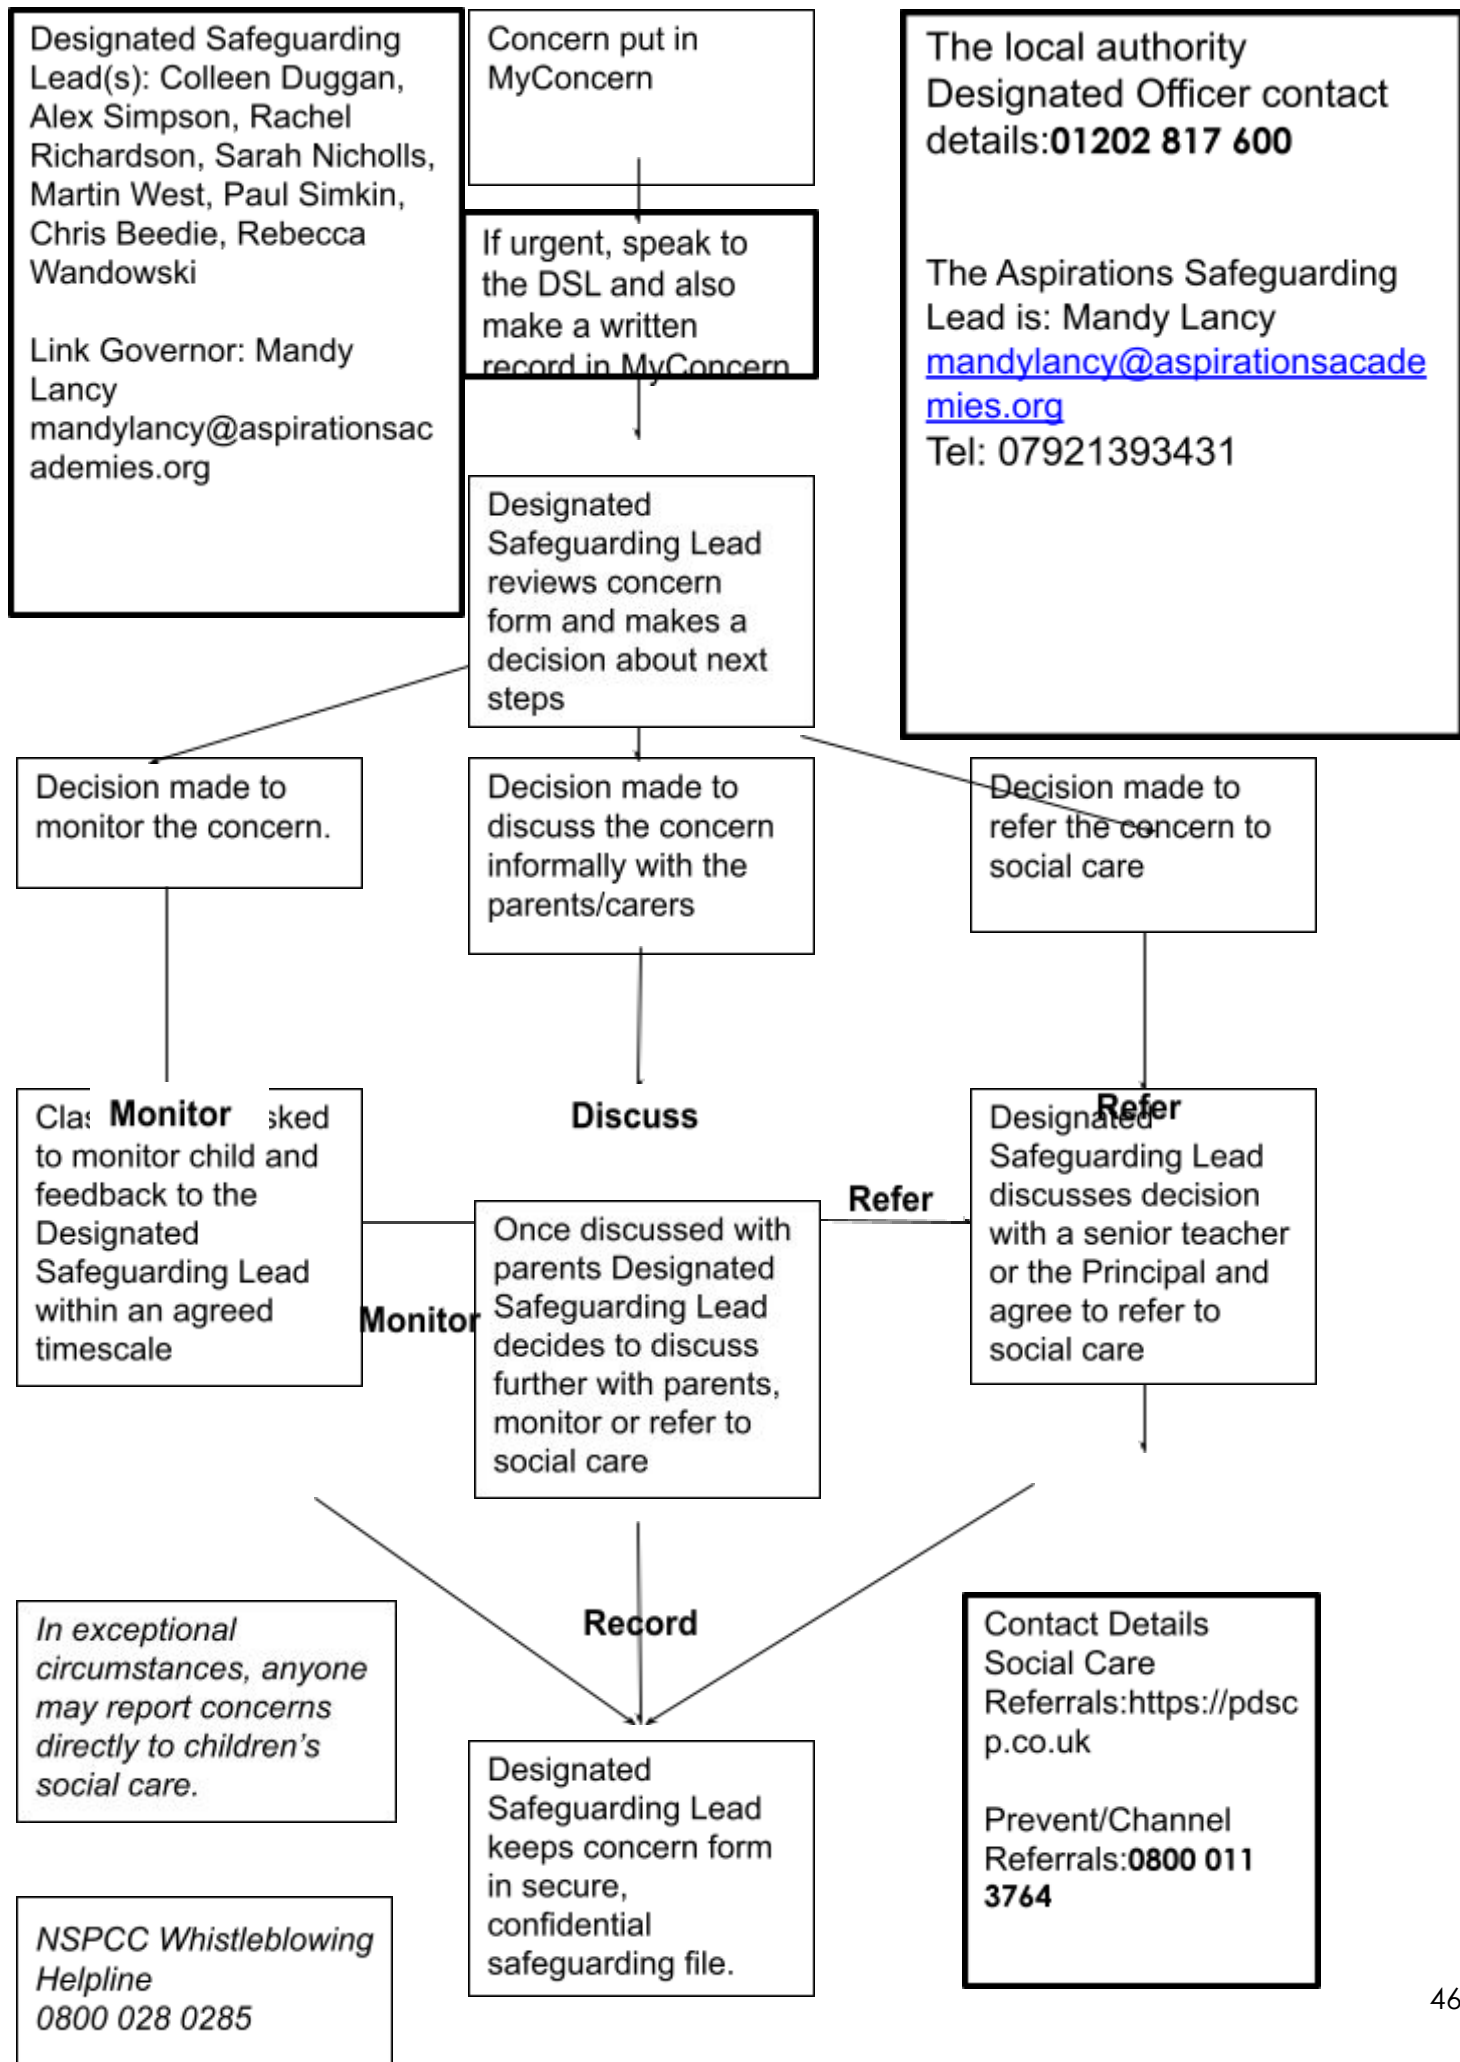 Designated Safeguarding
Lead(s): Colleen Duggan,
Alex Simpson, Rachel
Richardson, Sarah Nicholls,
Martin West, Paul Simkin,
Chris Beedie, Rebecca
Wandowski
Link Governor: Mandy
Lancy
mandylancy@aspirationsac
ademies.org
Concern put in
MyConcern
If urgent, speak to
the DSL and also
make a written
record in MyConcern
The local authority
Designated Officer contact
details:01202 817 600
The Aspirations Safeguarding
Lead is: Mandy Lancy
mandylancy@aspirationsacade
mies.org
Tel: 07921393431
Designated
Safeguarding Lead
reviews concern
form and makes a
decision about next
steps
Decision made to
monitor the concern.
Decision made to
discuss the concern
informally with the
parents/carers
Decision made to
refer the concern to
social care
Monitor
to monitor child and
feedback to the
Designated
Safeguarding Lead
within an agreed
timescale
Discuss
Monitor
Once discussed with
parents Designated
Safeguarding Lead
decides to discuss
further with parents,
monitor or refer to
social care
Refer
Refer
Designated
Safeguarding Lead
discusses decision
with a senior teacher
or the Principal and
agree to refer to
social care
Record
In exceptional
circumstances, anyone
may report concerns
directly to children's
social care.
Designated
Safeguarding Lead
keeps concern form
in secure,
confidential
safeguarding file.
Contact Details
Social Care
Referrals:https://pdsc
p.co.uk
Prevent/Channel
Referrals:0800 011
3764
NSPCC Whistleblowing
Helpline
0800 028 0285
46